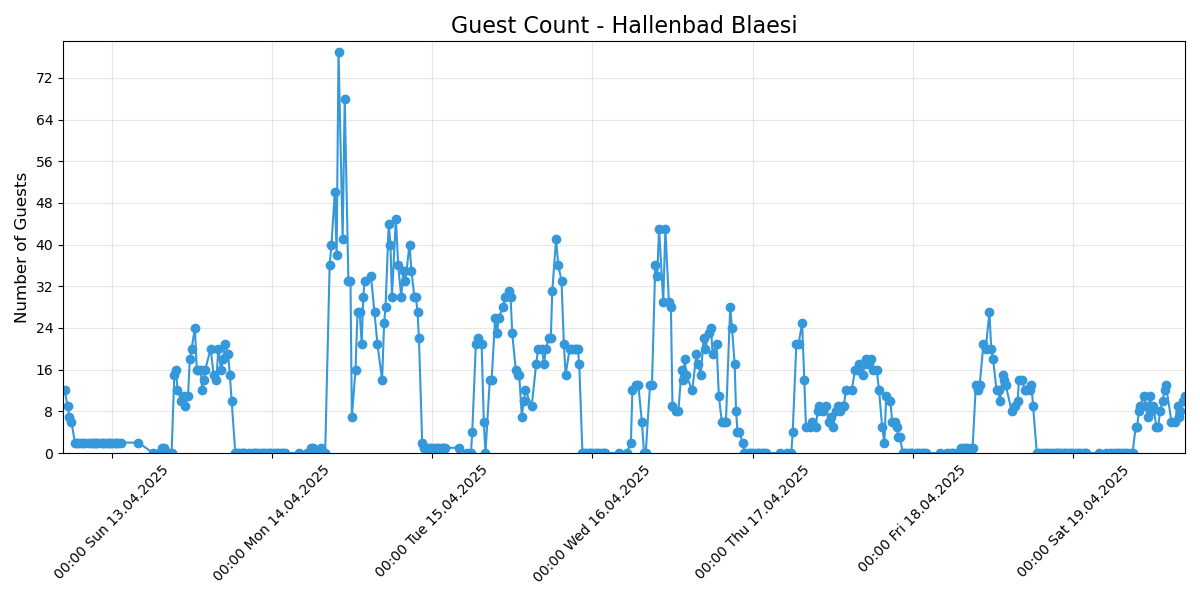 Guest Count - Hallenbad Blaesi
Number of Guests
72
64
56
48
40
32
24
16
8
0
00:00 Sun 13.04.2025
00:00 Mon 14.04.2025
00:00 Tue 15.04.2025
00:00 Wed 16.04.2025
00:00 Thu 17.04.2025
00:00 Fri 18.04.2025
00:00 Sat 19.04.2025